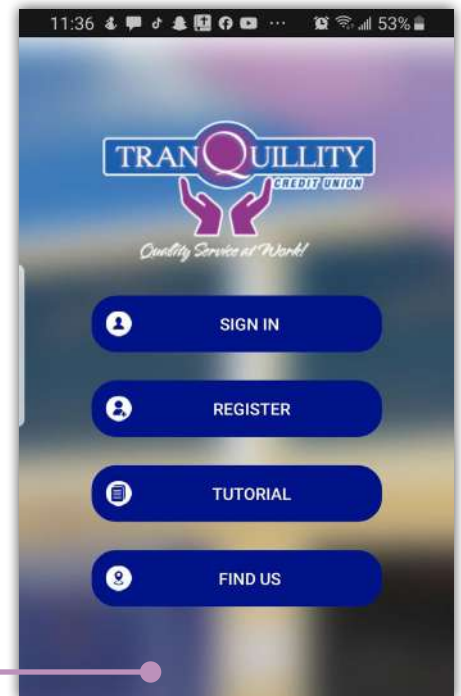 11:36 ... 53%
TRANQUILLITY
CREDIT UNION
Quality Service at Work!
SIGN IN
REGISTER
TUTORIAL
FIND US